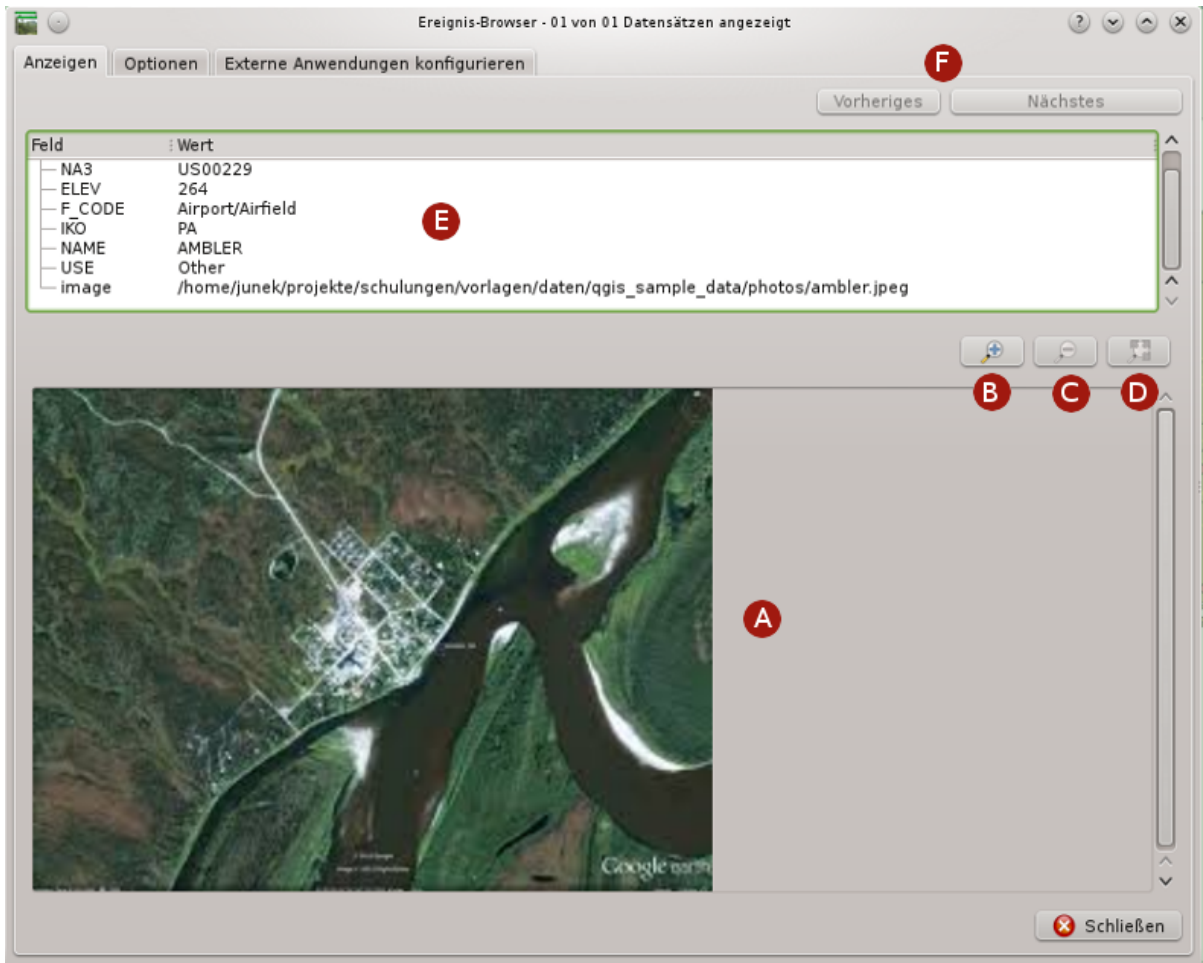 Ereignis-Browser - 01 von 01 Datensätzen angezeigt
Anzeigen Optionen Externe Anwendungen konfigurieren
F
Vorheriges Nächstes
Feld Wert
NA3 US00229
ELEV 264
F_CODE Airport/Airfield
IKO PA
NAME AMBLER
USE Other
image /home/junek/projekte/schulungen/vorlagen/daten/qgis_sample_data/photos/ambler.jpeg
E
B C D
A
Google earth
Schließen